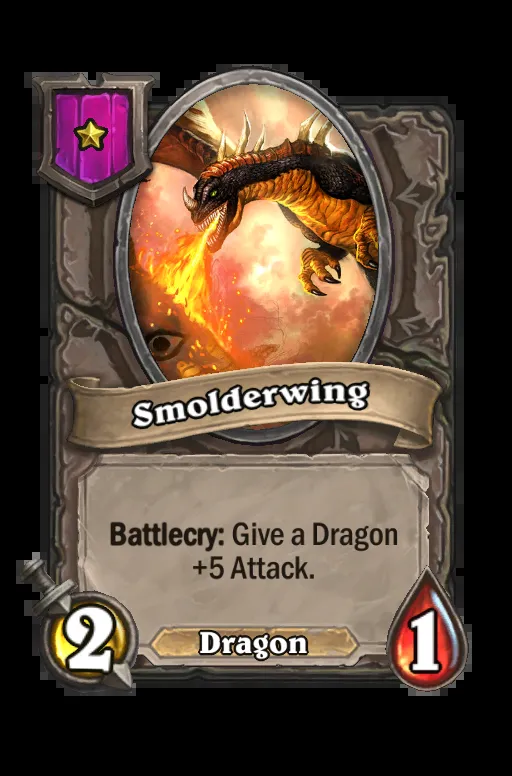 Smolderwing
Battlecry: Give a Dragon
+5 Attack.
2
Dragon
1